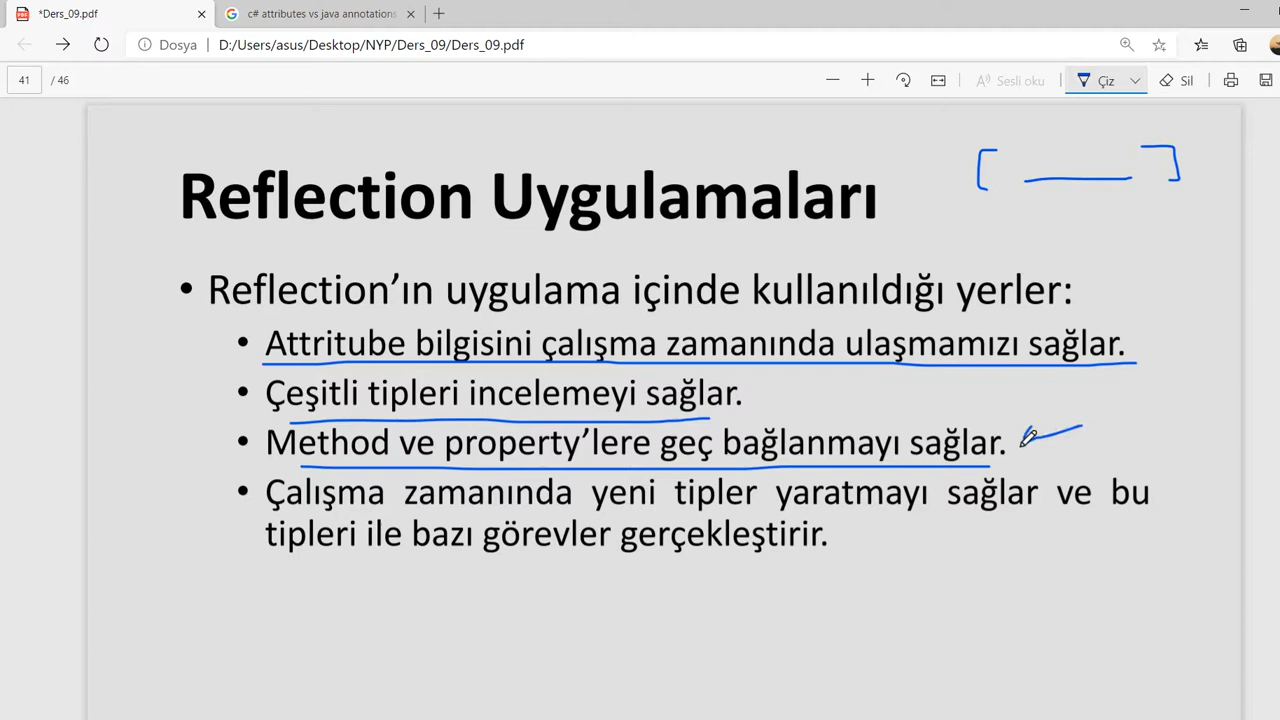 *Ders_09.pdf
c# attributes vs java annotations
Dosya
D:/Users/asus/Desktop/NYP/Ders_09/Ders_09.pdf
41 / 46
A Sesli oku
Çiz
Sil
Reflection Uygulamaları
• Reflection’ın uygulama içinde kullanıldığı yerler:
• Attritube bilgisini çalışma zamanında ulaşmamızı sağlar.
• Çeşitli tipleri incelemeyi sağlar.
• Method ve property’lere geç bağlanmayı sağlar.
• Çalışma zamanında yeni tipler yaratmayı sağlar ve bu
tipleri ile bazı görevler gerçekleştirir.